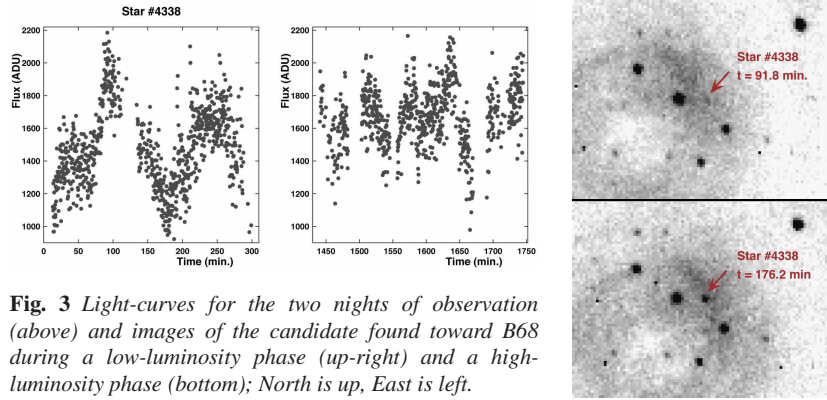 Star #4338
2200
2000
1800
1600
1400
1200
1000
Flux (ADU)
0 50 100 150 200 250 300
Time (min.)
2200
2000
1800
1600
1400
1200
1000
Flux (ADU)
1450 1500 1550 1600 1650 1700 1750
Time (min.)
Star #4338
t = 91.8 min.
Star #4338
t = 176.2 min
Fig. 3 Light-curves for the two nights of observation
(above) and images of the candidate found toward B68
during a low-luminosity phase (up-right) and a high-
luminosity phase (bottom); North is up, East is left.